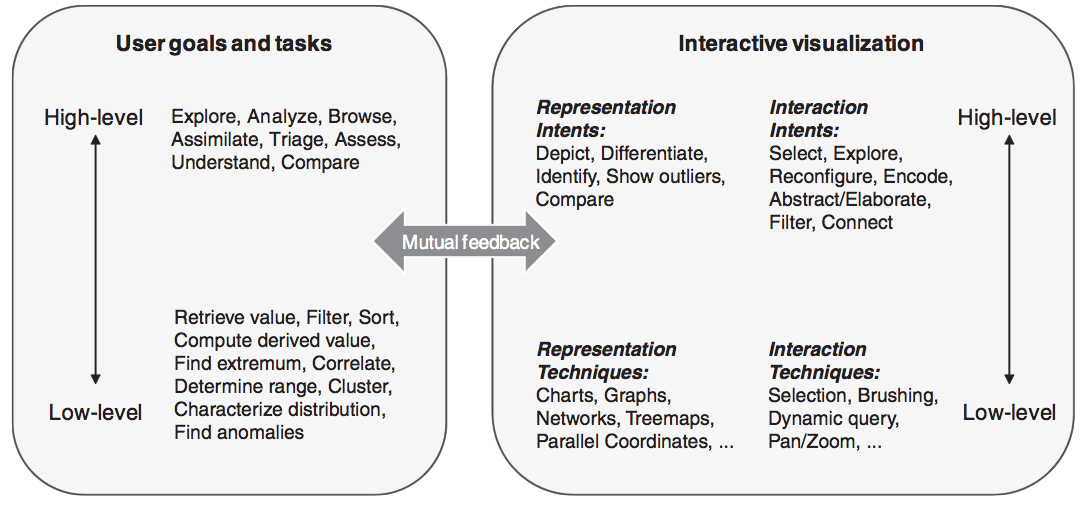 User goals and tasks
High-level
Explore, Analyze, Browse,
Assimilate, Triage, Assess,
Understand, Compare
Retrieve value, Filter, Sort,
Compute derived value,
Find extremum, Correlate,
Determine range, Cluster,
Characterize distribution,
Find anomalies
Low-level
Mutual feedback
Interactive visualization
Representation
Intents:
Depict, Differentiate,
Identify, Show outliers,
Compare
Interaction
Intents:
Select, Explore,
Reconfigure, Encode,
Abstract/Elaborate,
Filter, Connect
High-level
Representation
Techniques:
Charts, Graphs,
Networks, Treemaps,
Parallel Coordinates, ...
Interaction
Techniques:
Selection, Brushing,
Dynamic query,
Pan/Zoom, ...
Low-level